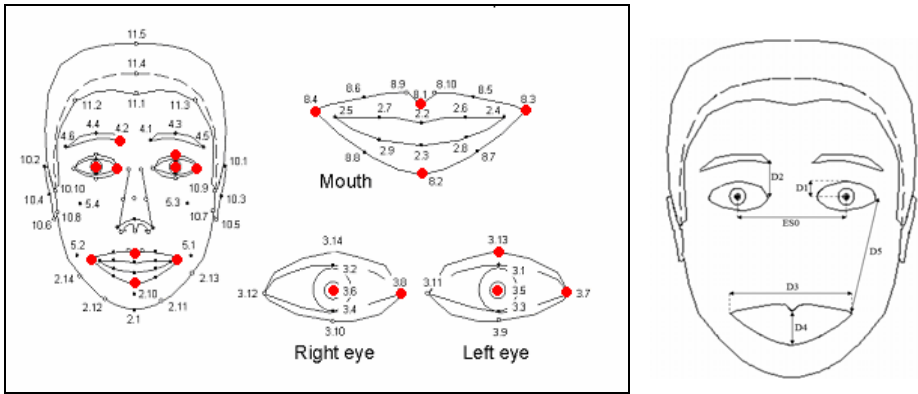 11.5
11.4
11.2 11.1 11.3
4.4 4.2 4.1 4.3
4.6 4.5
10.2 10.1
10.10 10.9
10.4 5.4 5.3 10.3
10.6 10.8 10.7 10.5
5.2 5.1
2.14 2.10 2.13
2.12 2.11
2.1
8.6 8.9 8.1 8.10 8.5
8.4 8.3
2.5 2.7 2.2 2.6 2.4
8.8 2.9 2.3 2.8 8.7
8.2
Mouth
3.14
3.2
3.12 3.6 3.8
3.4
3.10
Right eye
3.13
3.1
3.11 3.5 3.7
3.3
3.9
Left eye
D2 D1
ES0
D5
D3
D4